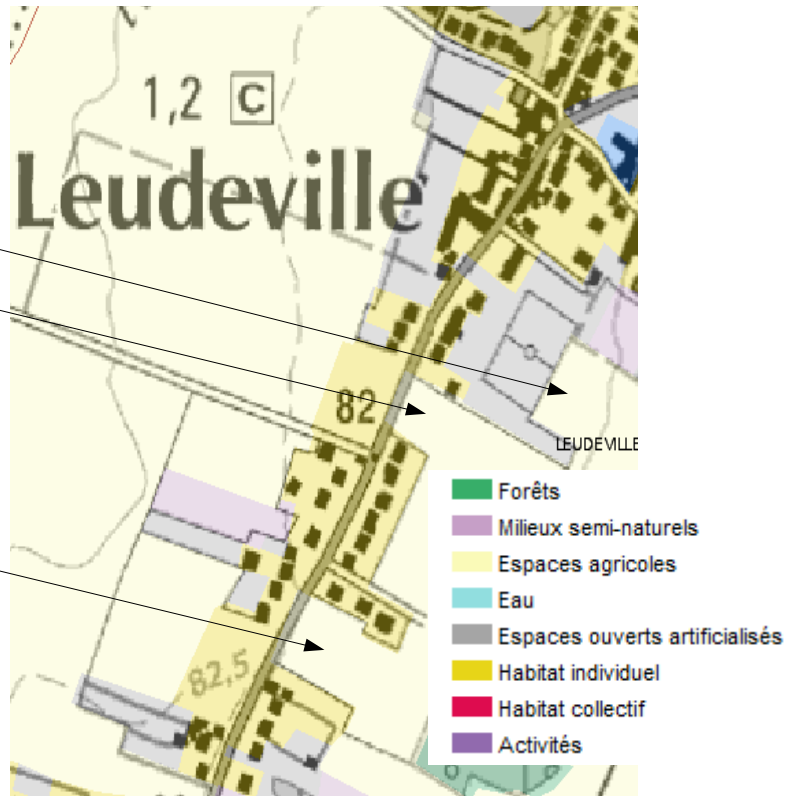 1,2 C
Leudeville
82
LEUDEVILLE
82,5
Forêts
Milieux semi-naturels
Espaces agricoles
Eau
Espaces ouverts artificialisés
Habitat individuel
Habitat collectif
Activités